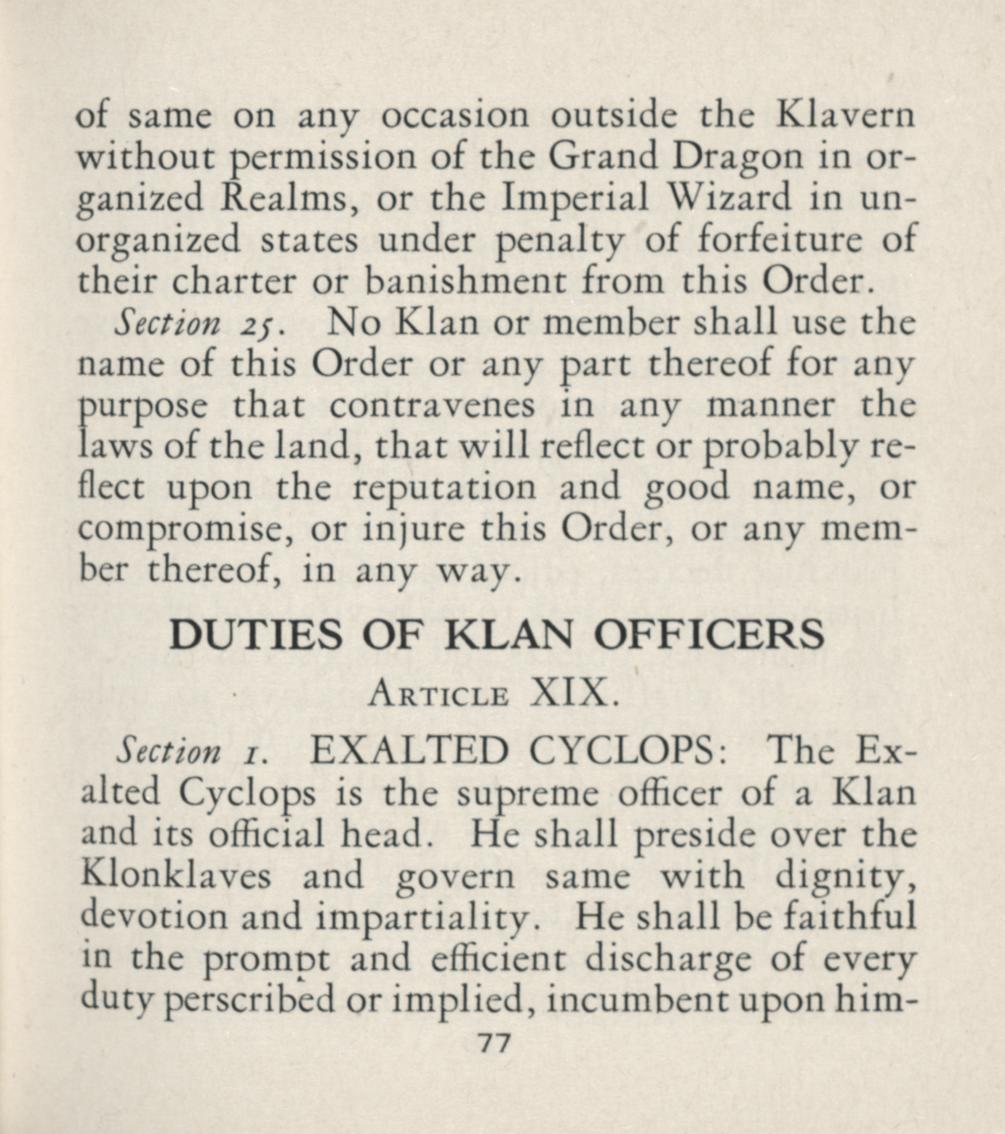 of same on any occasion outside the Klavern
without permission of the Grand Dragon in or-
ganized Realms, or the Imperial Wizard in un-
organized states under penalty of forfeiture of
their charter or banishment from this Order.
Section 25. No Klan or member shall use the
name of this Order or any part thereof for any
purpose that contravenes in any manner the
laws of the land, that will reflect or probably re-
flect upon the reputation and good name, or
compromise, or injure this Order, or any mem-
ber thereof, in any way.
DUTIES OF KLAN OFFICERS
ARTICLE XIX.
Section 1. EXALTED CYCLOPS: The Ex-
alted Cyclops is the supreme officer of a Klan
and its official head. He shall preside over the
Klonklaves and govern same with dignity,
devotion and impartiality. He shall be faithful
in the prompt and efficient discharge of every
duty perscribed or implied, incumbent upon him-
77